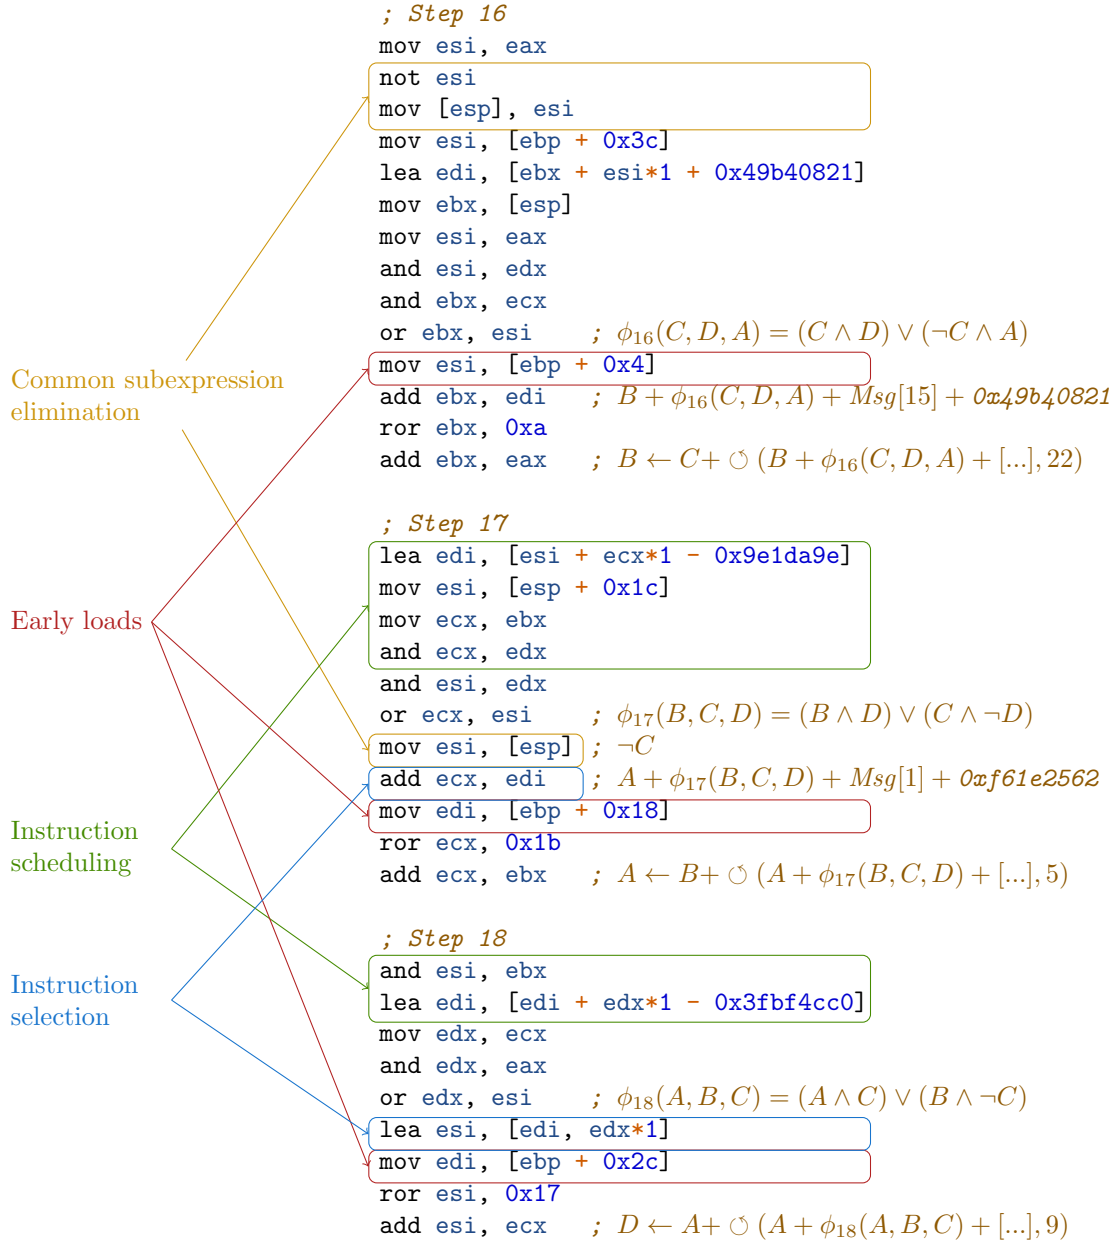 ; Step 16
mov esi, eax
not esi
mov [esp], esi
mov esi, [ebp + 0x3c]
lea edi, [ebx + esi*1 + 0x49b40821]
mov ebx, [esp]
mov esi, eax
and esi, edx
and ebx, ecx
or ebx, esi ; ϕ₁₆(C, D, A) = (C ∧ D) ∨ (¬C ∧ A)
mov esi, [ebp + 0x4]
add ebx, edi ; B + ϕ₁₆(C, D, A) + Msg[15] + 0x49b40821
ror ebx, 0xa
add ebx, eax ; B ← C+ ↺ (B + ϕ₁₆(C, D, A) + [...], 22)
Common subexpression
elimination
; Step 17
lea edi, [esi + ecx*1 - 0x9e1da9e]
mov esi, [esp + 0x1c]
mov ecx, ebx
and ecx, edx
and esi, edx
or ecx, esi ; ϕ₁₇(B, C, D) = (B ∧ D) ∨ (C ∧ ¬D)
mov esi, [esp] ; ¬C
add ecx, edi ; A + ϕ₁₇(B, C, D) + Msg[1] + 0xf61e2562
mov edi, [ebp + 0x18]
ror ecx, 0x1b
add ecx, ebx ; A ← B+ ↺ (A + ϕ₁₇(B, C, D) + [...], 5)
Early loads
Instruction
scheduling
; Step 18
and esi, ebx
lea edi, [edi + edx*1 - 0x3fbf4cc0]
mov edx, ecx
and edx, eax
or edx, esi ; ϕ₁₈(A, B, C) = (A ∧ C) ∨ (B ∧ ¬C)
lea esi, [edi, edx*1]
mov edi, [ebp + 0x2c]
ror esi, 0x17
add esi, ecx ; D ← A+ ↺ (A + ϕ₁₈(A, B, C) + [...], 9)
Instruction
selection